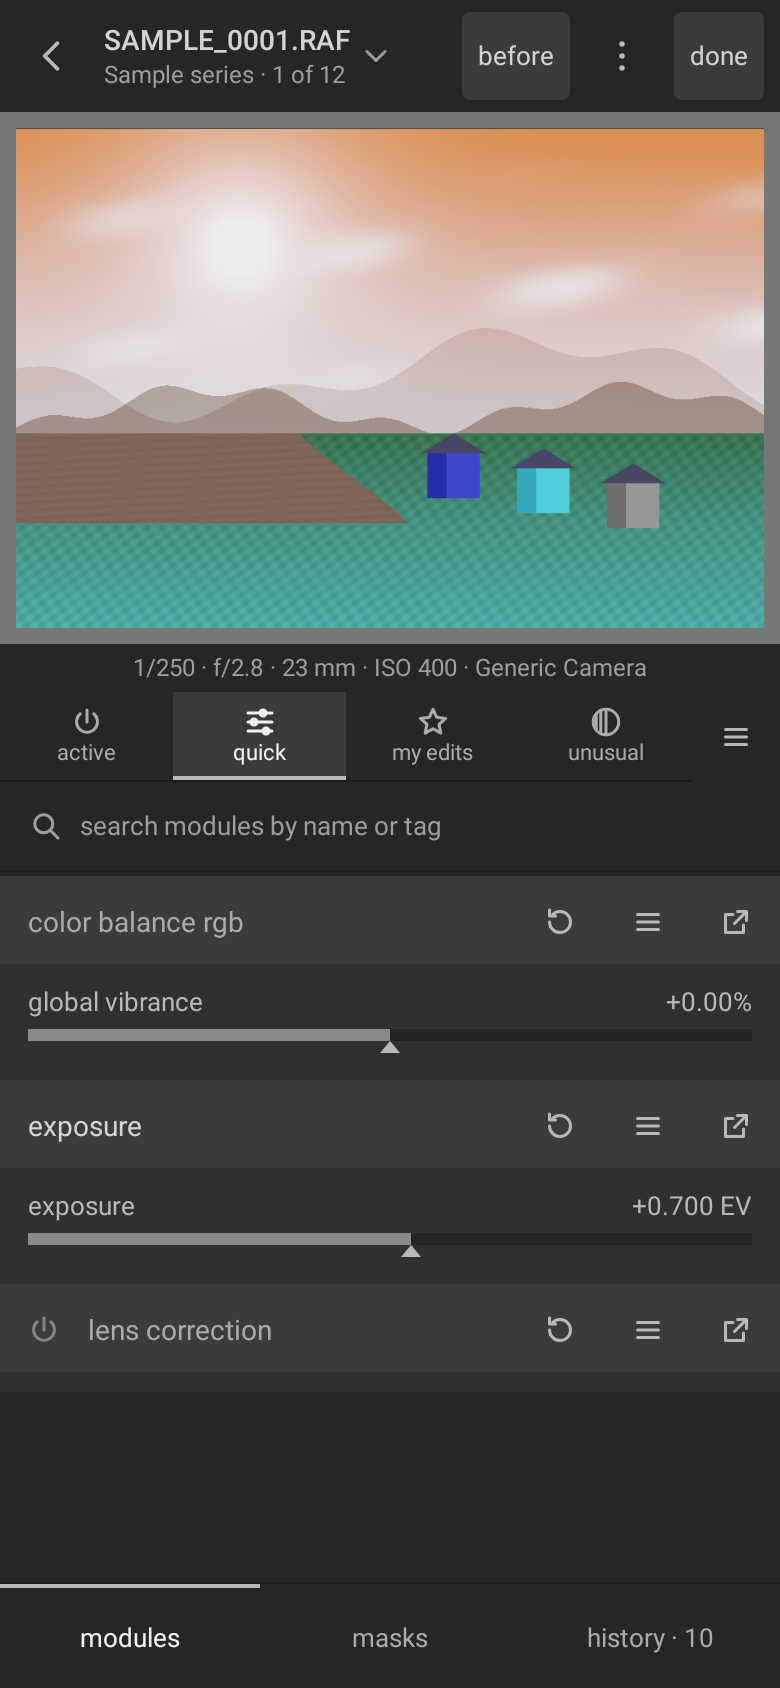 SAMPLE_0001.RAF
Sample series · 1 of 12
before
done
1/250 · f/2.8 · 23 mm · ISO 400 · Generic Camera
active
quick
my edits
unusual
search modules by name or tag
color balance rgb
global vibrance
+0.00%
exposure
exposure
+0.700 EV
lens correction
modules
masks
history · 10